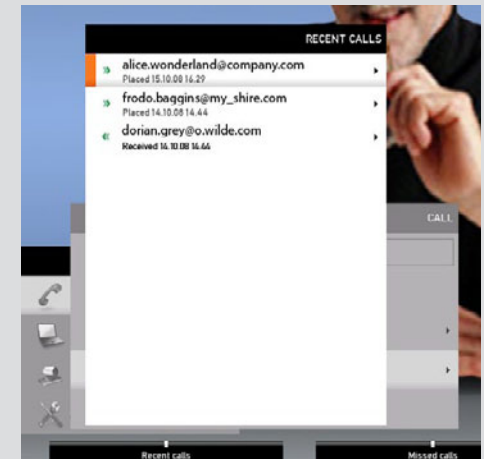 RECENT CALLS
alice.wonderland@company.com
Placed 15.10.08 16.29
frodo.baggins@my_shire.com
Placed 14.10.08 14.44
dorian.grey@o.wilde.com
Received 14.10.08 14.44
CALL
Recent calls
Missed calls